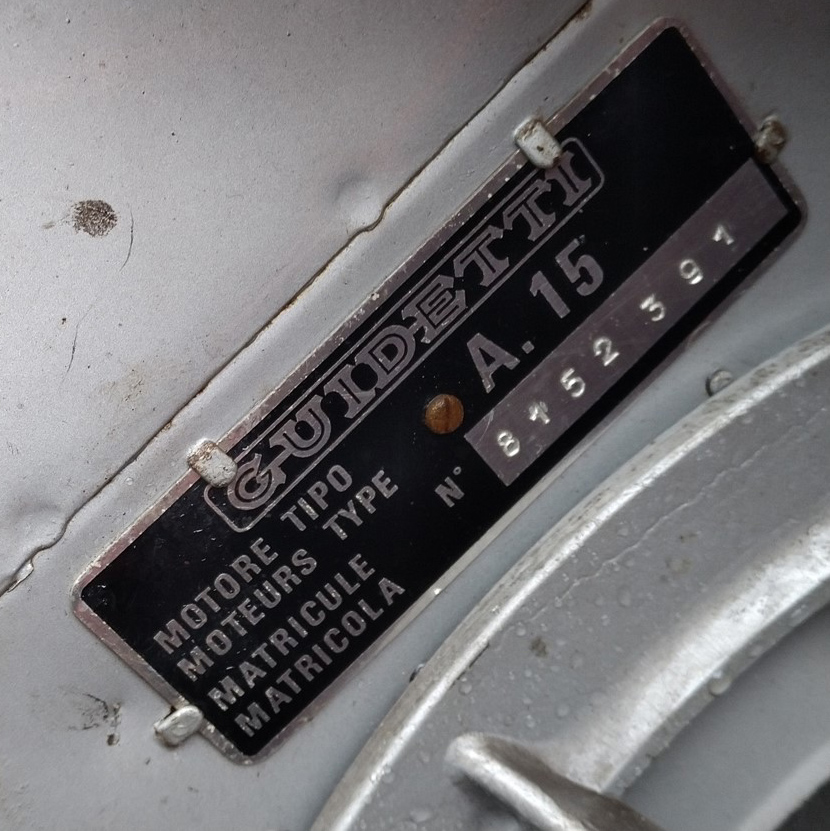 GUIDETTI
MOTORE TIPO
MOTEURS TYPE
A. 15
MATRICULE
MATRICOLA
N° 8152391